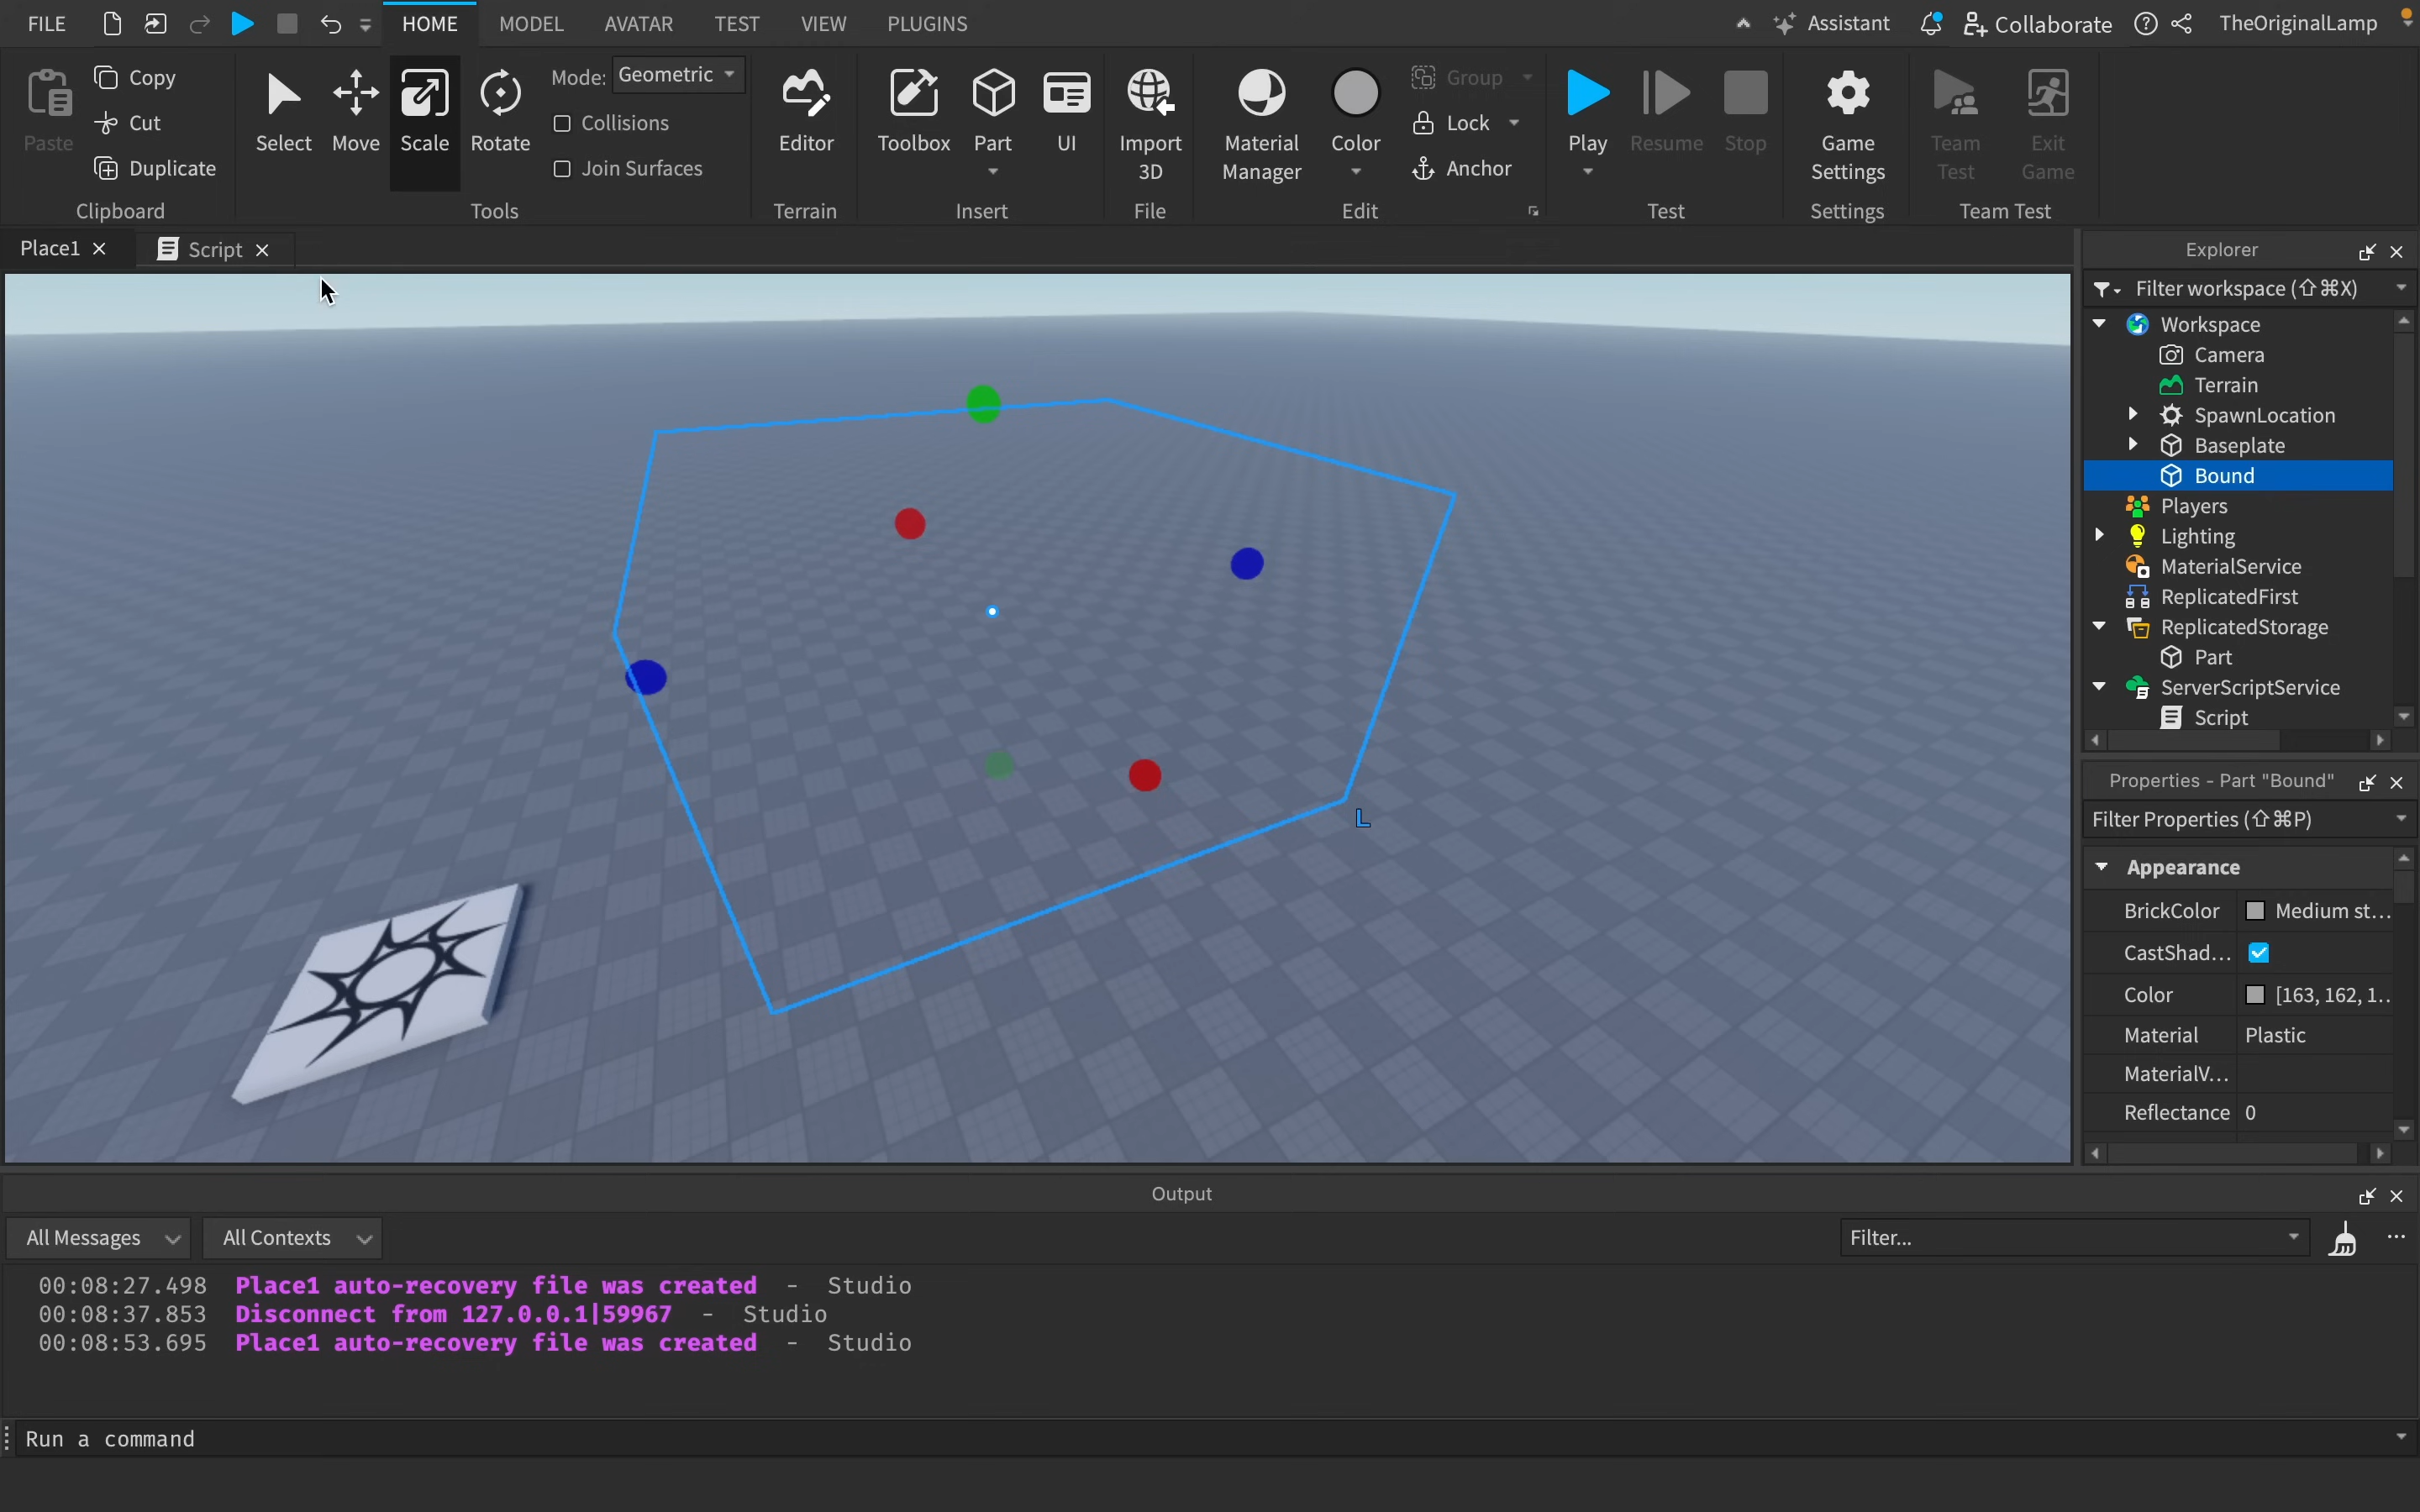 FILE
HOME
MODEL
AVATAR
TEST
VIEW
PLUGINS
Assistant
Collaborate
TheOriginalLamp
Paste
Copy
Cut
Duplicate
Clipboard
Select
Move
Scale
Rotate
Mode: Geometric
Collisions
Join Surfaces
Tools
Editor
Terrain
Toolbox
Part
UI
Insert
Import
3D
File
Material
Manager
Color
Group
Lock
Anchor
Edit
Play
Resume
Stop
Test
Game
Settings
Settings
Team
Test
Exit
Game
Team Test
Place1
Script
L
Explorer
Filter workspace (⇧⌘X)
Workspace
Camera
Terrain
SpawnLocation
Baseplate
Bound
Players
Lighting
MaterialService
ReplicatedFirst
ReplicatedStorage
Part
ServerScriptService
Script
Properties - Part "Bound"
Filter Properties (⇧⌘P)
Appearance
BrickColor Medium st...
CastShad...
Color [163, 162, 1...
Material Plastic
MaterialV...
Reflectance 0
Output
All Messages
All Contexts
Filter...
00:08:27.498 Place1 auto-recovery file was created - Studio
00:08:37.853 Disconnect from 127.0.0.1|59967 - Studio
00:08:53.695 Place1 auto-recovery file was created - Studio
Run a command